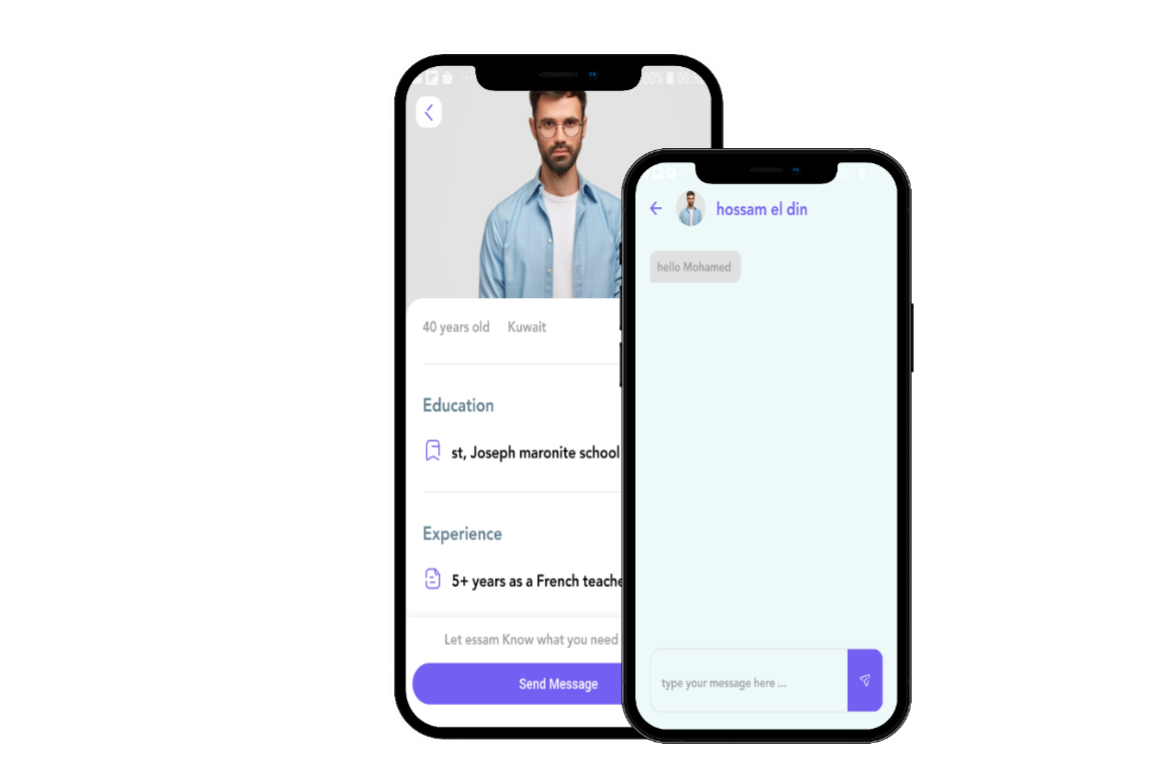 40 years old Kuwait
Education
st, Joseph maronite school
Experience
5+ years as a French teache
Let essam Know what you need
Send Message
hossam el din
hello Mohamed
type your message here ...